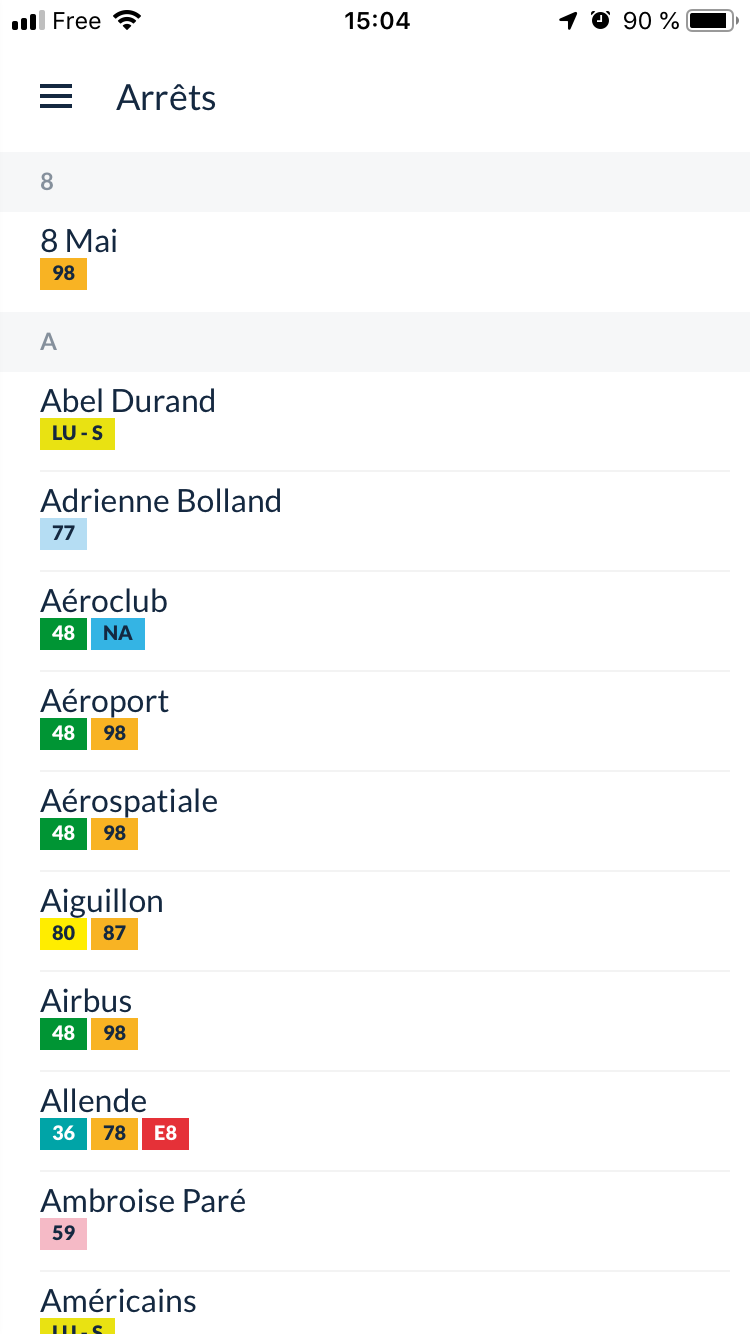 Free 15:04 90 %
Arrêts
8
8 Mai
98
A
Abel Durand
LU - S
Adrienne Bolland
77
Aéroclub
48 NA
Aéroport
48 98
Aérospatiale
48 98
Aiguillon
80 87
Airbus
48 98
Allende
36 78 E8
Ambroise Paré
59
Américains
LU - S